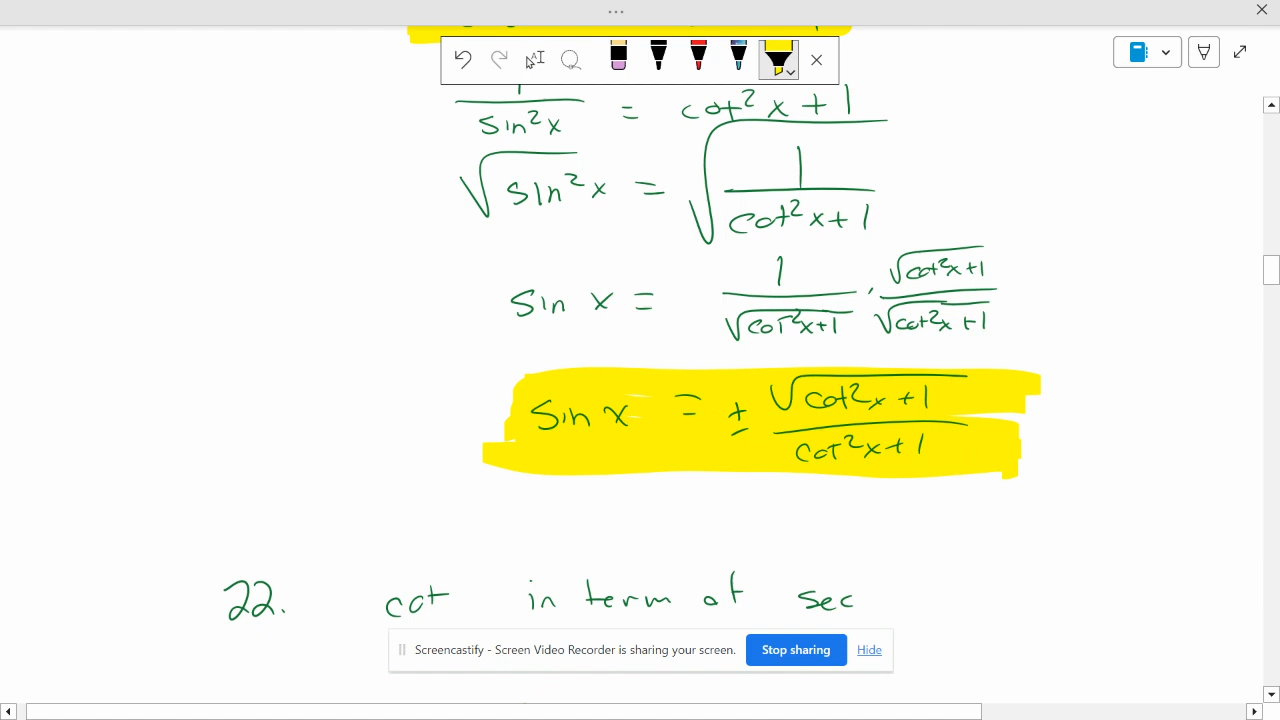 1/sin²x = cot²x + 1
√sin²x = √(1/(cot²x+1))
sin x = 1/√(cot²x+1) · √(cot²x+1)/√(cot²x+1)
sin x = ± √(cot²x+1)/(cot²x+1)
22. cot in term of sec
Screencastify - Screen Video Recorder is sharing your screen. Stop sharing Hide